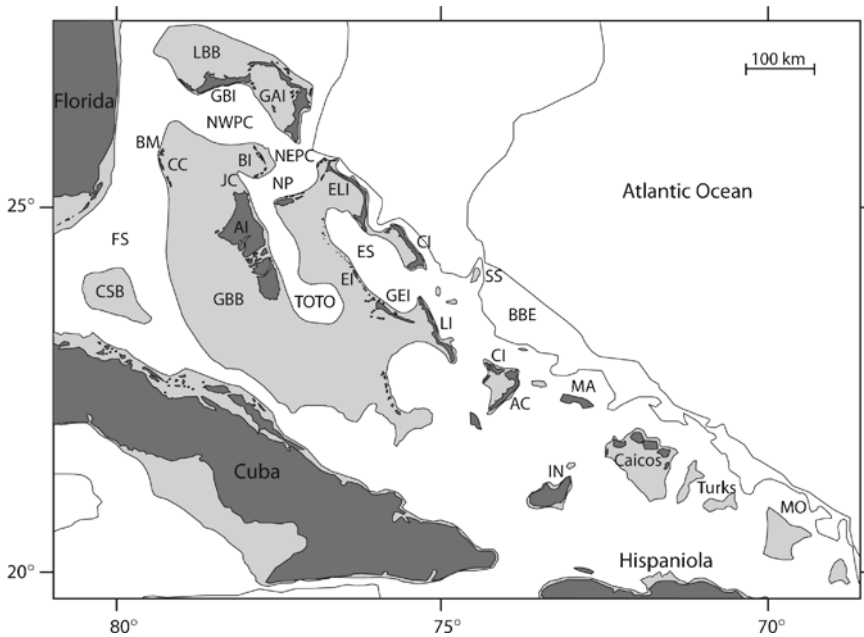 LBB
100 km
GBI
GAI
Florida
NWPC
BM
CC
BI
NEPC
JC
NP
ELI
Atlantic Ocean
25°
AI
FS
ES
CI
CSB
EI
SS
GBB
TOTO
GEI
BBE
LI
CI
MA
AC
Cuba
IN
Caicos
Turks
MO
Hispaniola
20°
80°
75°
70°